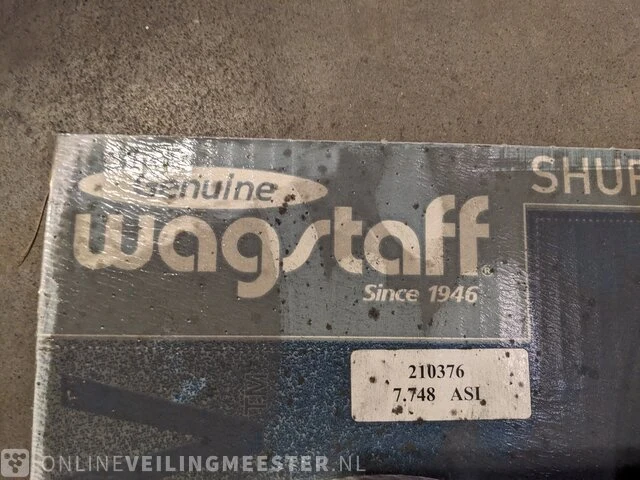 Genuine
wagstaff®
SHUR
Since 1946
210376
7.748 ASI
ONLINEVEILINGMEESTER.NL